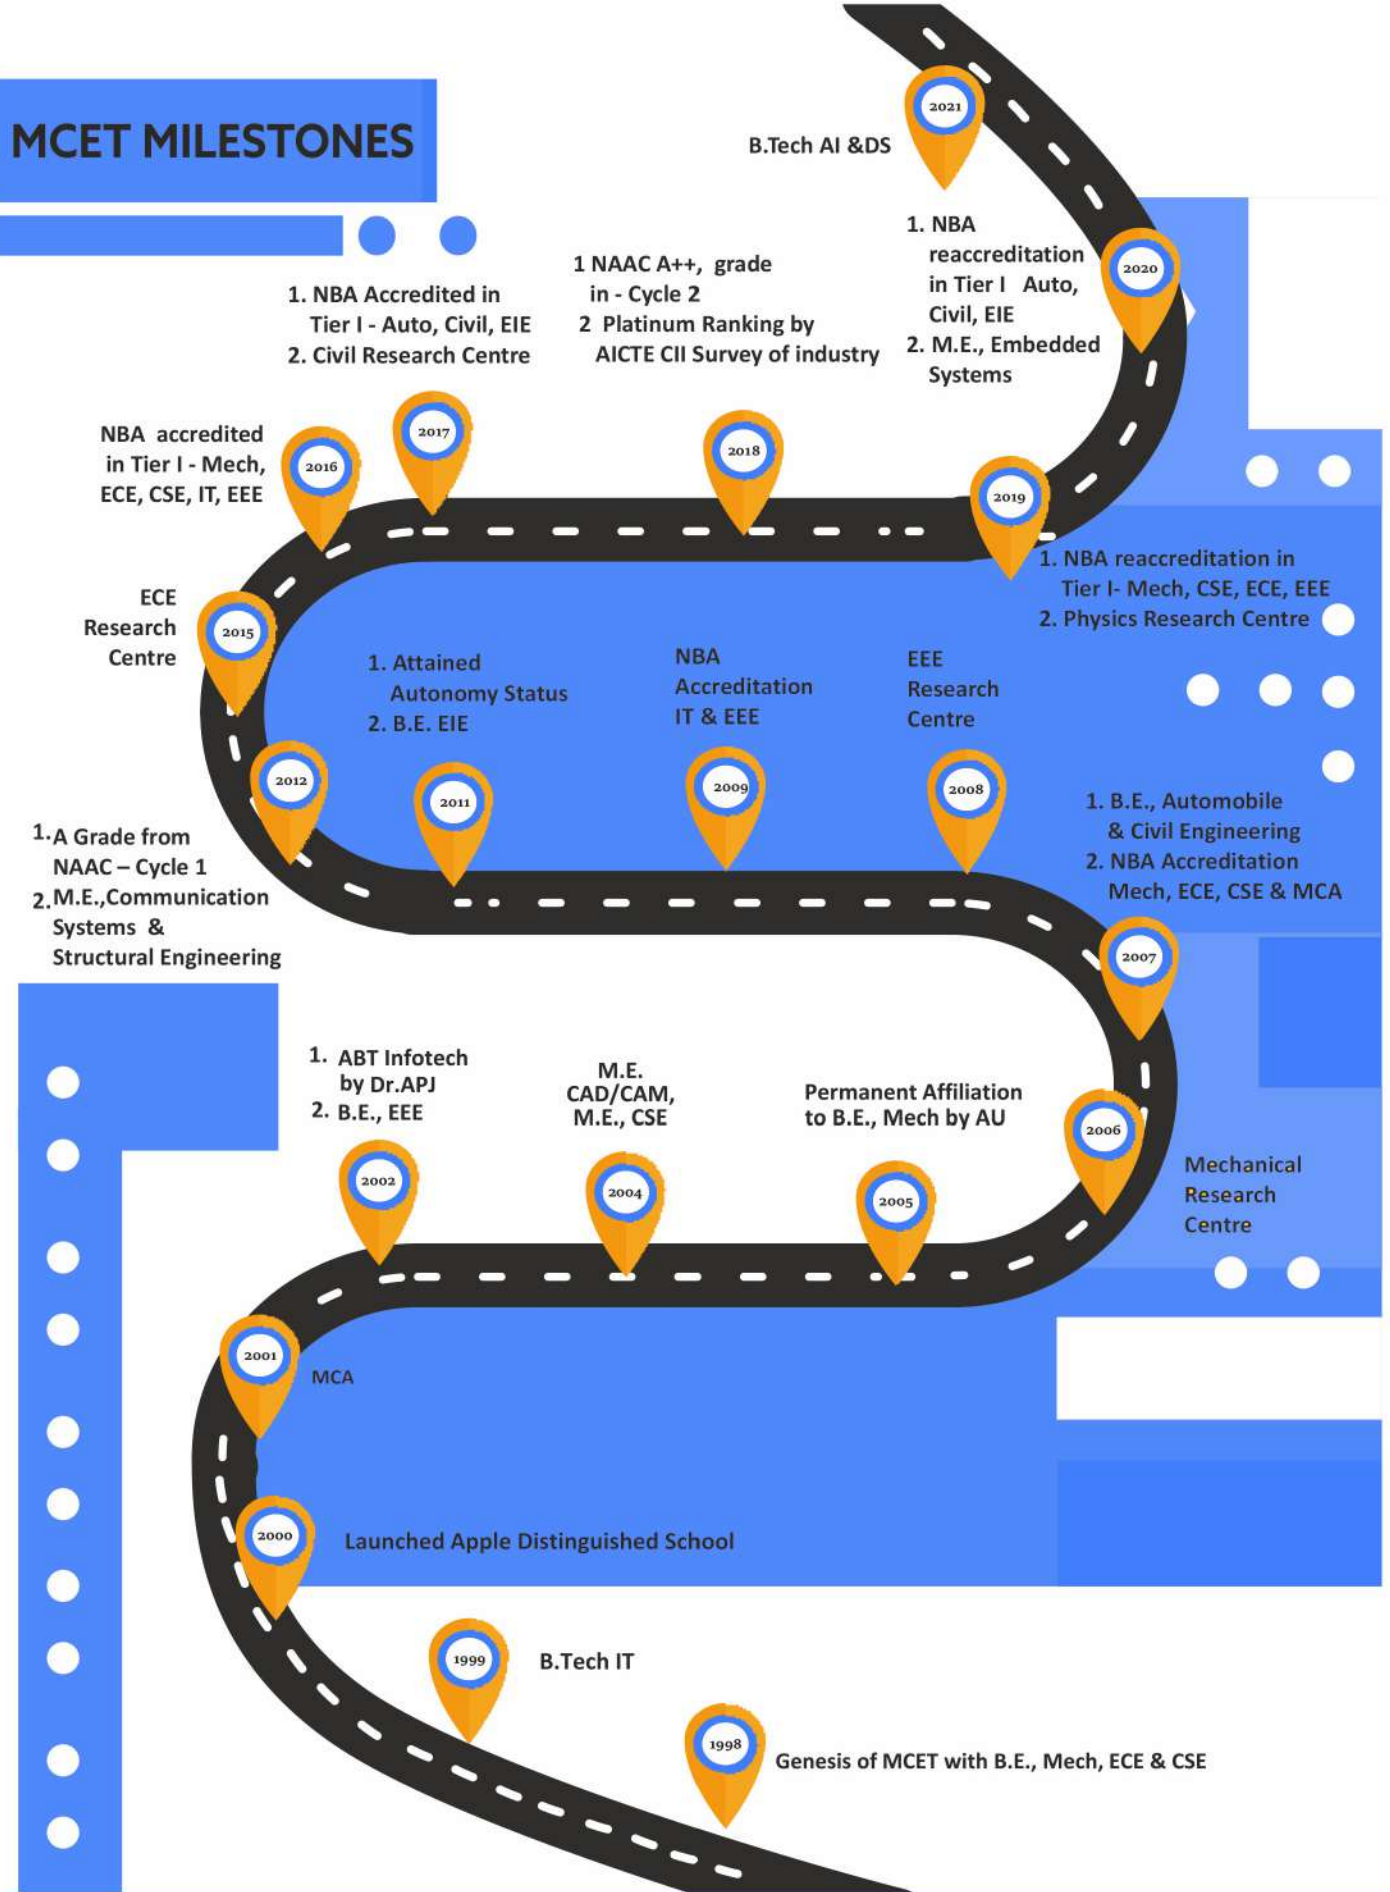 MCET MILESTONES
2021
B.Tech AI &DS
2020
1. NBA
reaccreditation
in Tier I Auto,
Civil, EIE
2. M.E., Embedded
Systems
1 NAAC A++, grade
in - Cycle 2
2 Platinum Ranking by
AICTE CII Survey of industry
1. NBA Accredited in
Tier I - Auto, Civil, EIE
2. Civil Research Centre
NBA accredited
in Tier I - Mech,
ECE, CSE, IT, EEE
2016
2017
2018
2019
1. NBA reaccreditation in
Tier I- Mech, CSE, ECE, EEE
2. Physics Research Centre
ECE
Research
Centre
2015
1. Attained
Autonomy Status
2. B.E. EIE
NBA
Accreditation
IT & EEE
EEE
Research
Centre
2012
2011
2009
2008
1. B.E., Automobile
& Civil Engineering
2. NBA Accreditation
Mech, ECE, CSE & MCA
1. A Grade from
NAAC – Cycle 1
2. M.E.,Communication
Systems &
Structural Engineering
2007
1. ABT Infotech
by Dr.APJ
2. B.E., EEE
M.E.
CAD/CAM,
M.E., CSE
Permanent Affiliation
to B.E., Mech by AU
2006
Mechanical
Research
Centre
2002
2004
2005
2001
MCA
2000
Launched Apple Distinguished School
1999
B.Tech IT
1998
Genesis of MCET with B.E., Mech, ECE & CSE